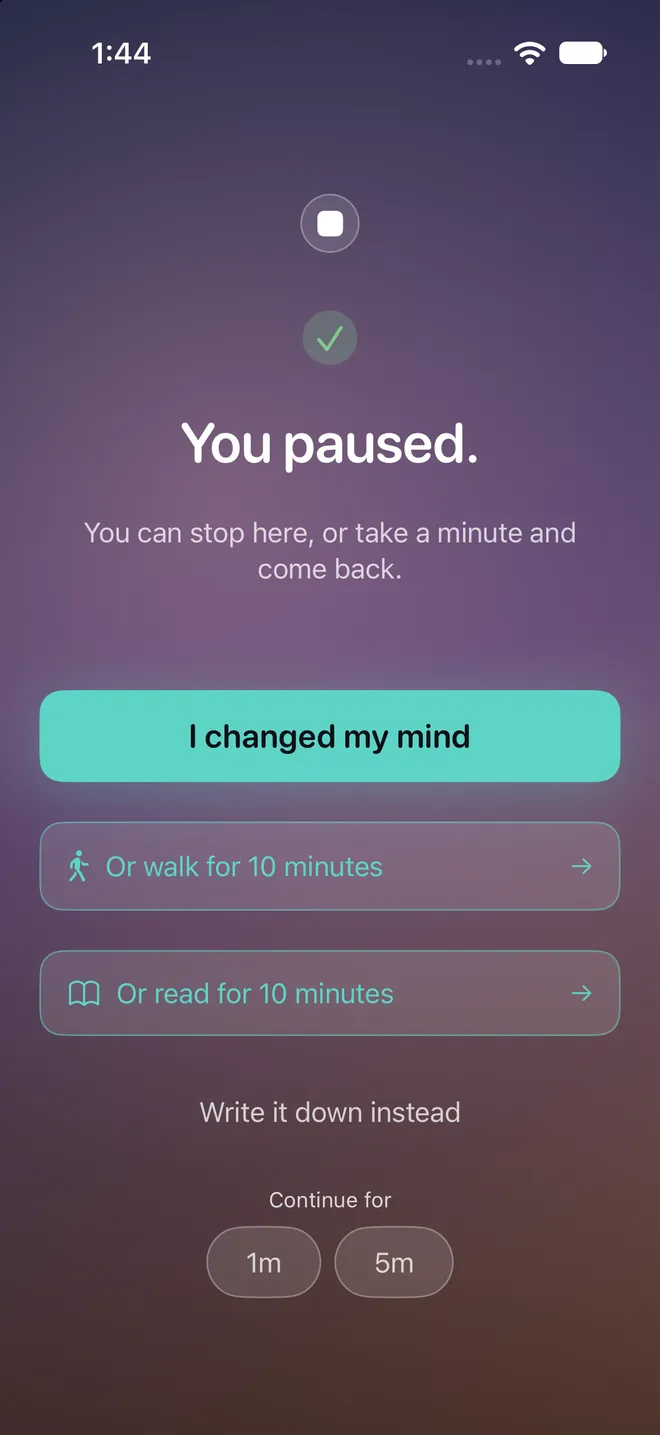 1:44
You paused.
You can stop here, or take a minute and
come back.
I changed my mind
Or walk for 10 minutes
Or read for 10 minutes
Write it down instead
Continue for
1m
5m